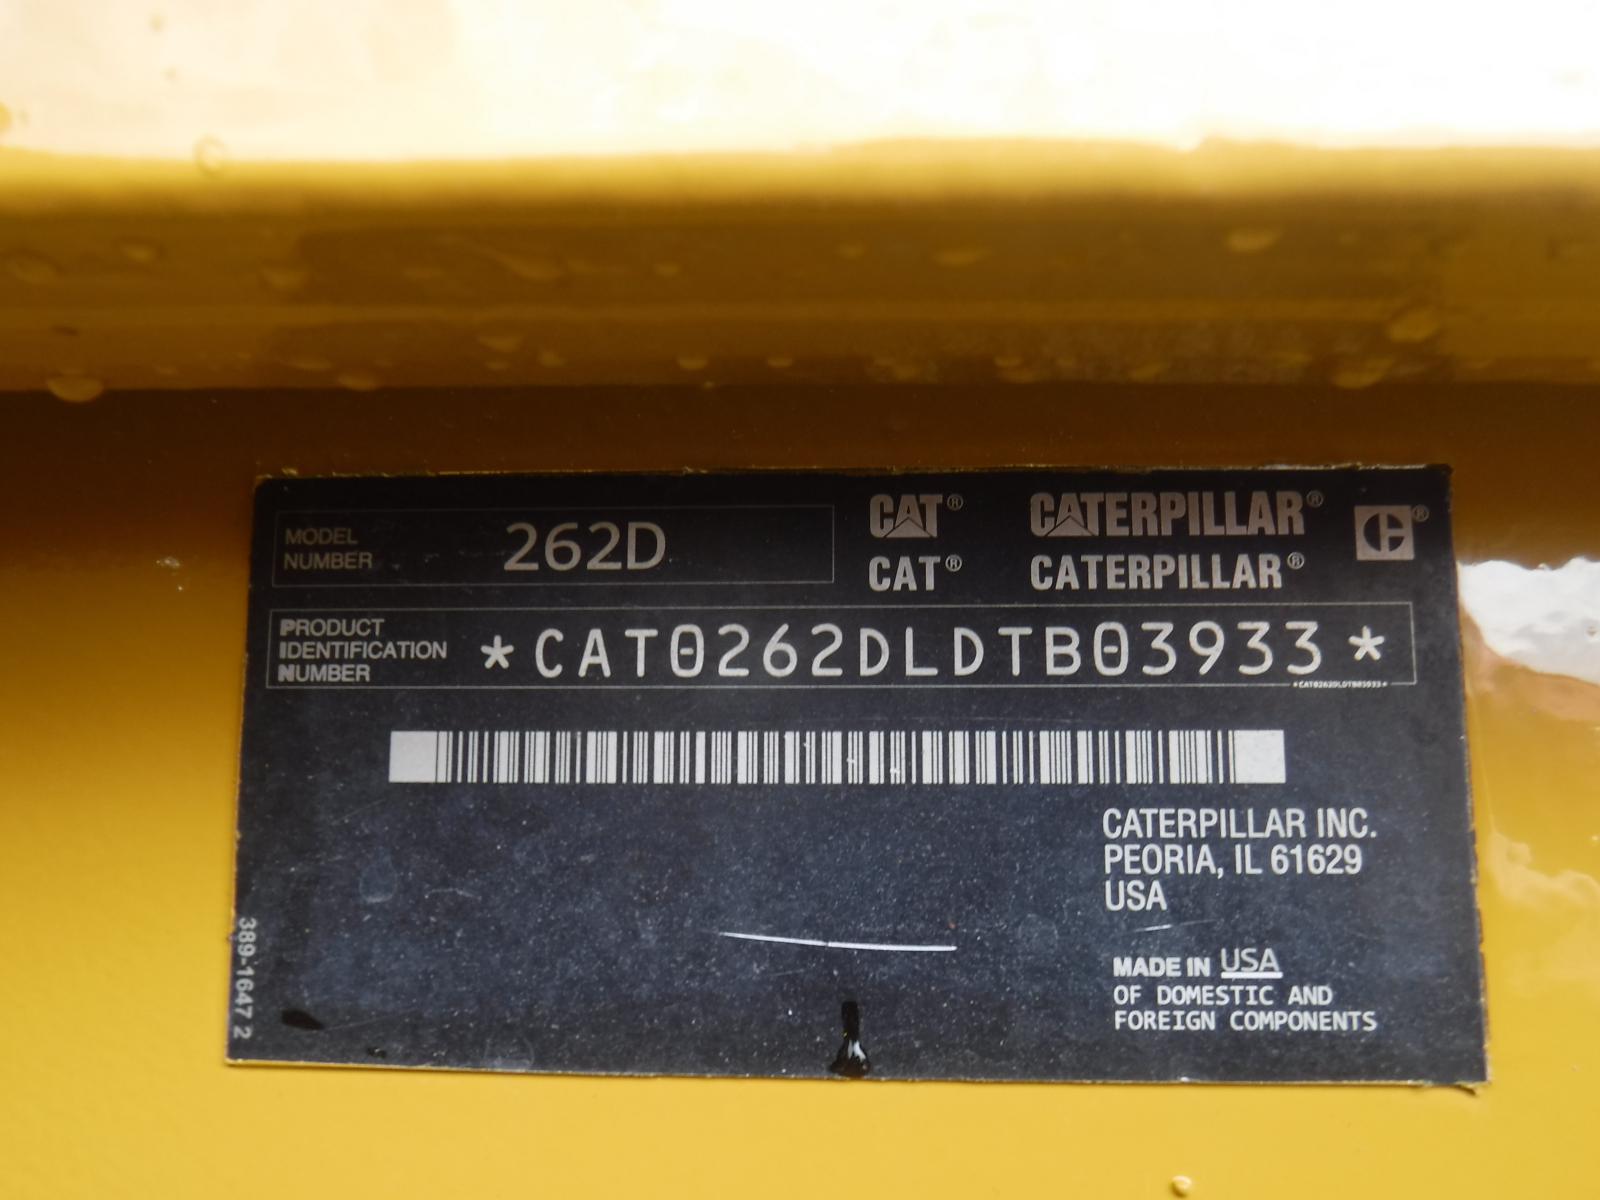 MODEL
NUMBER
262D
CAT® CATERPILLAR® C®
CAT® CATERPILLAR®
PRODUCT
IDENTIFICATION
NUMBER
*CAT0262DLDTB03933*
*CAT0262DLDTB03933*
CATERPILLAR INC.
PEORIA, IL 61629
USA
MADE IN USA
OF DOMESTIC AND
FOREIGN COMPONENTS
389-1647 2